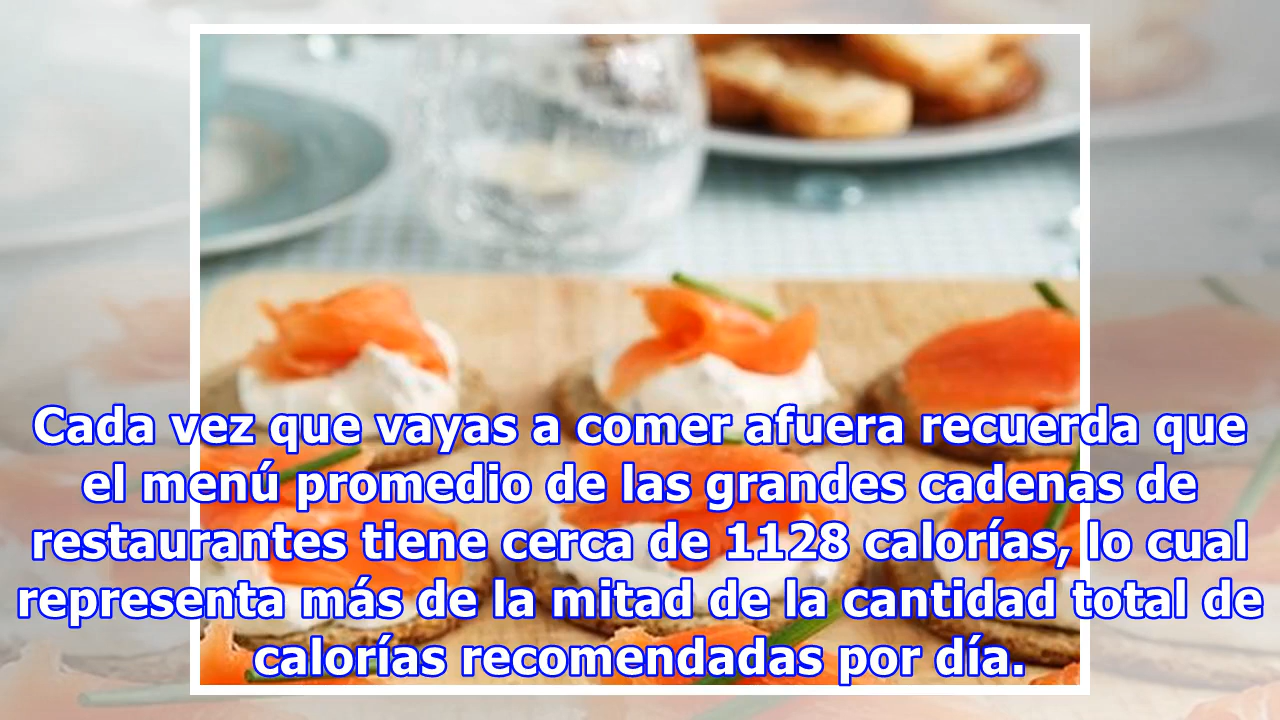 Cada vez que vayas a comer afuera recuerda que
el menú promedio de las grandes cadenas de
restaurantes tiene cerca de 1128 calorías, lo cual
representa más de la mitad de la cantidad total de
calorías recomendadas por día.